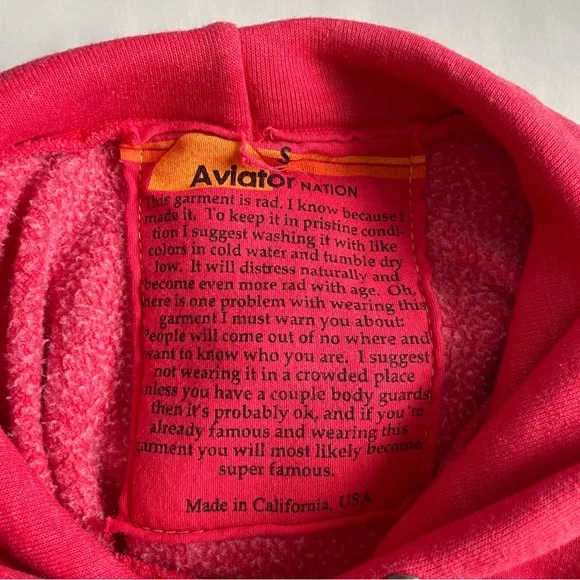 S
Aviator NATION
This garment is rad, I know because I
made it. To keep it in pristine condi-
tion I suggest washing it with like
colors in cold water and tumble dry
low. It will distress naturally and
become even more rad with age. Oh,
here is one problem with wearing this
garment I must warn you about:
People will come out of no where and
want to know who you are. I suggest
not wearing it in a crowded place
unless you have a couple body guards
then it's probably ok, and if you're
already famous and wearing this
garment you will most likely become
super famous.
Made in California, USA